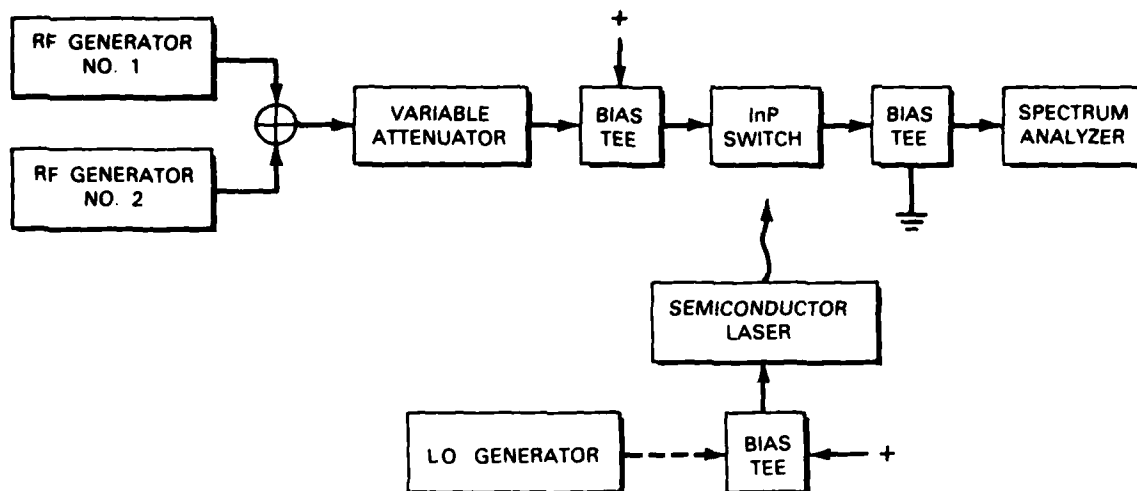 RF GENERATOR
NO. 1
RF GENERATOR
NO. 2
VARIABLE
ATTENUATOR
+
BIAS
TEE
InP
SWITCH
BIAS
TEE
SPECTRUM
ANALYZER
SEMICONDUCTOR
LASER
LO GENERATOR
BIAS
TEE
+